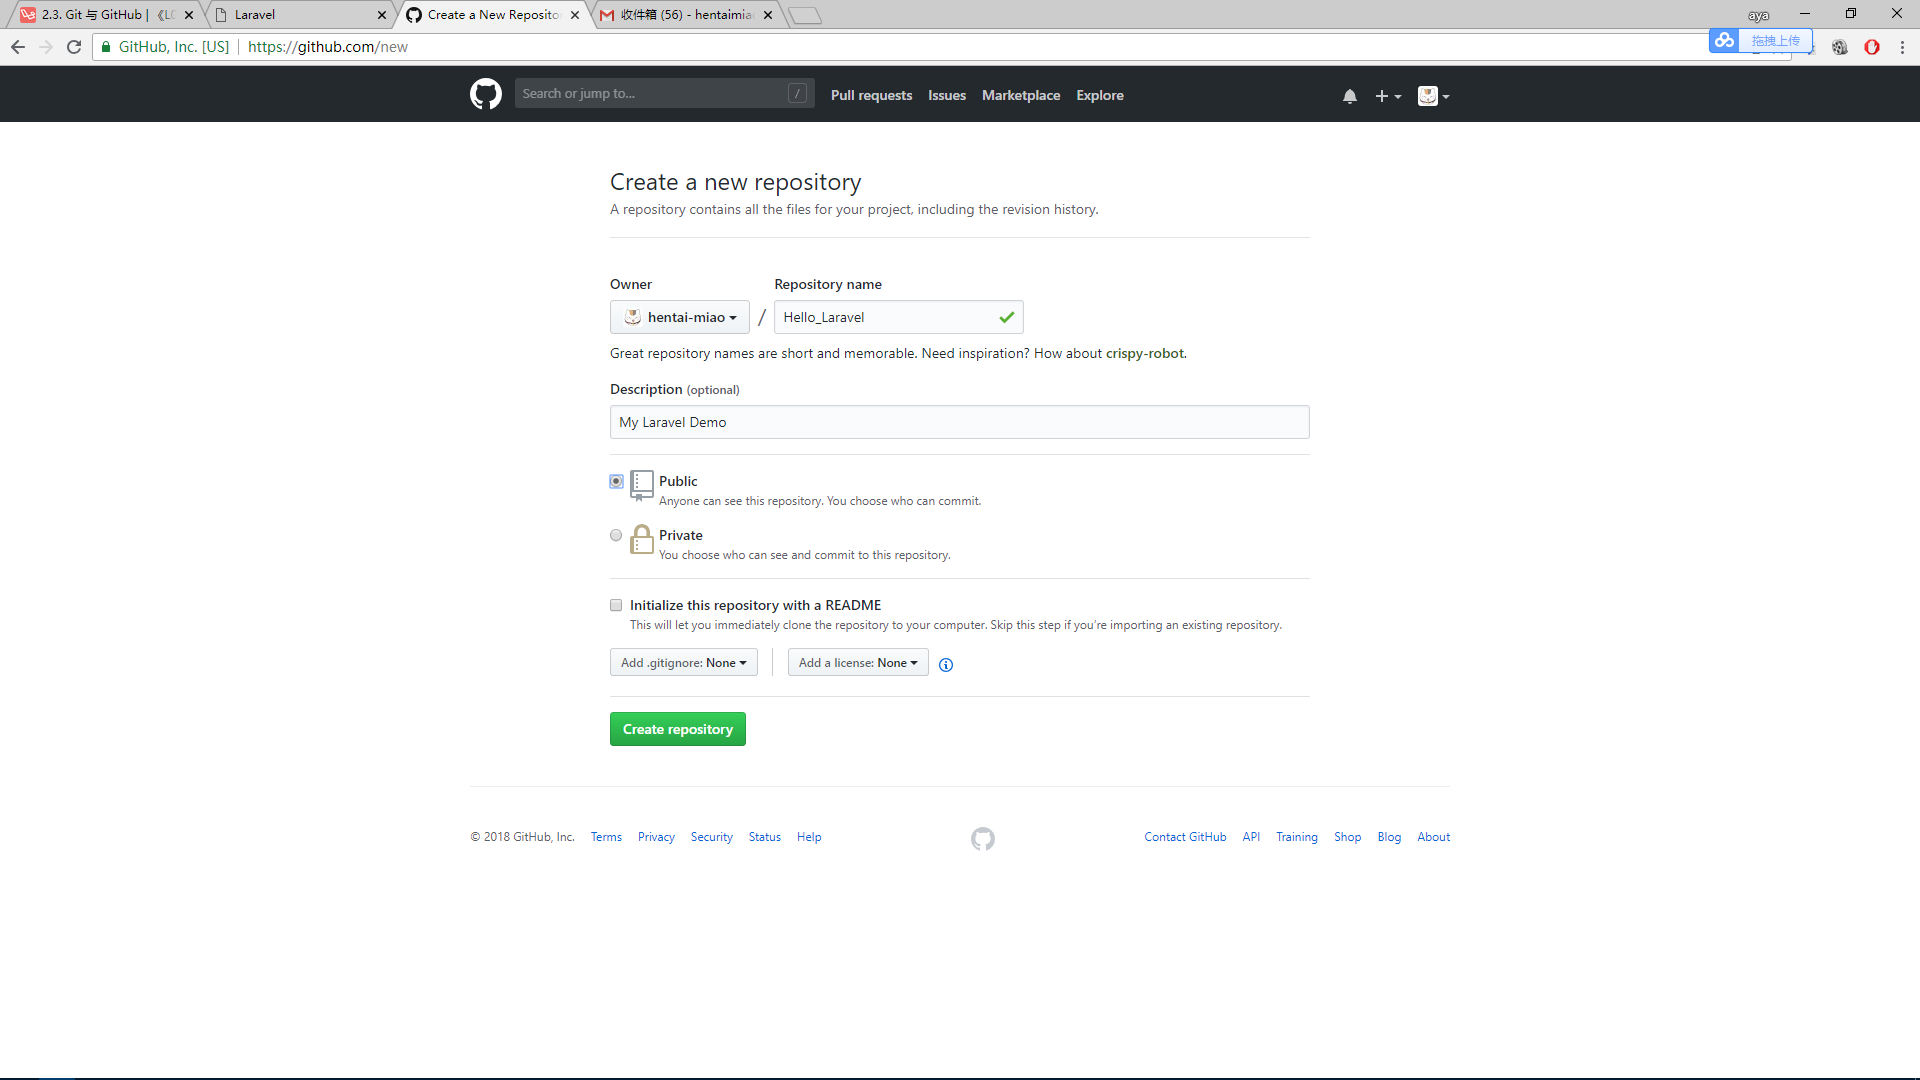 2.3. Git 与 GitHub | 《LC
Laravel
Create a New Reposito
收件箱 (56) - hentaimia
aya
GitHub, Inc. [US]
https://github.com/new
拖拽上传
Search or jump to...
/
Pull requests
Issues
Marketplace
Explore
Create a new repository
A repository contains all the files for your project, including the revision history.
Owner
Repository name
hentai-miao
/
Hello_Laravel
Great repository names are short and memorable. Need inspiration? How about crispy-robot.
Description (optional)
My Laravel Demo
Public
Anyone can see this repository. You choose who can commit.
Private
You choose who can see and commit to this repository.
Initialize this repository with a README
This will let you immediately clone the repository to your computer. Skip this step if you're importing an existing repository.
Add .gitignore: None
Add a license: None
Create repository
© 2018 GitHub, Inc.
Terms
Privacy
Security
Status
Help
Contact GitHub
API
Training
Shop
Blog
About